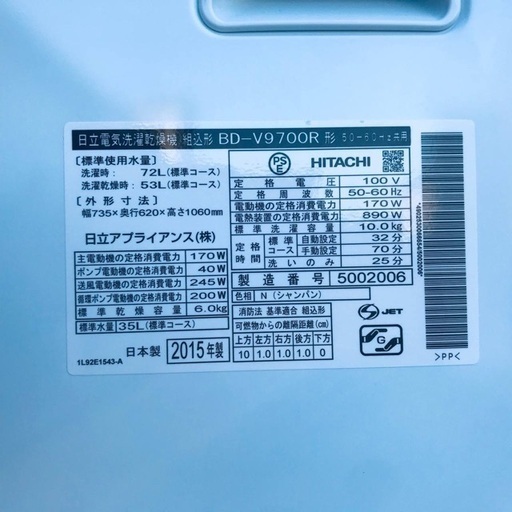 日立電気洗濯乾燥機 組込形 BD-V9700R 形 50-60Hz共用
〔標準使用水量〕
洗濯時： 72L(標準コース)
洗濯乾燥時：53L(標準コース)
〔外形寸法〕
幅735×奥行620×高さ1060mm
日立アプライアンス(株)
主電動機の定格消費電力 170W
ポンプ電動機の定格消費電力 40W
送風電動機の定格消費電力 245W
循環ポンプ電動機の定格消費電力 200W
標準乾燥容量 6.0kg
標準水量 35L(標準コース)
日本製 2015年製
1L92E1543-A
PSE HITACHI
定格電圧 100V
定格周波数 50-60Hz
電動機の定格消費電力 170W
電熱装置の定格消費電力 890W
標準洗濯容量 10.0kg
定格時間 標準 自動設定 32分
コース 手動設定 70分
洗いのみ 25分
製造番号 5002006
色相 N (シャンパン)
消防法 基準適合 組込形
可燃物からの離隔距離(cm)
上方 左方 右方 後方 下方
10 1.0 1.0 1.0 0
S JET
>PP<